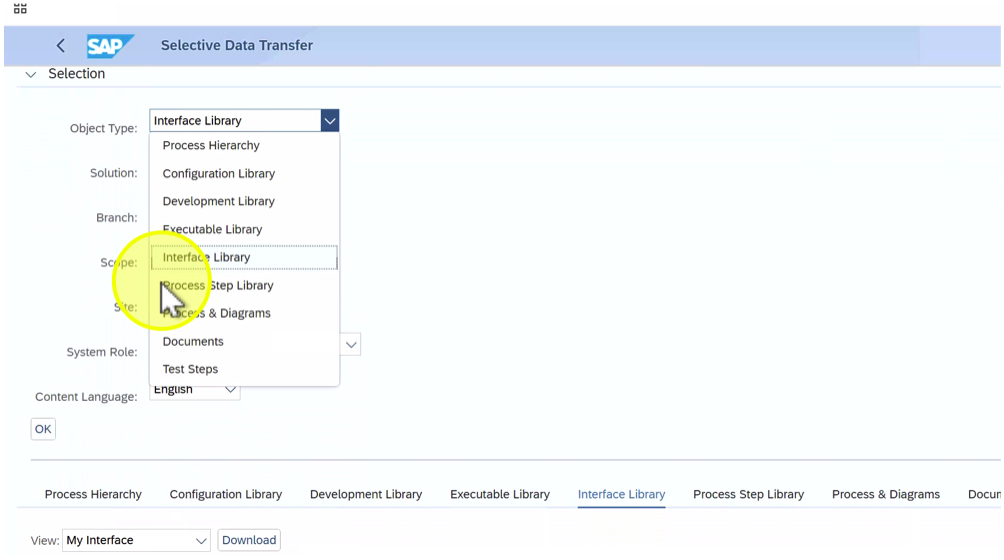 SAP Selective Data Transfer
Selection
Object Type: Interface Library
Process Hierarchy
Solution: Configuration Library
Development Library
Branch:
Executable Library
Scope: Interface Library
Process Step Library
Site: Process & Diagrams
Documents
System Role:
Test Steps
Content Language: English
OK
Process Hierarchy Configuration Library Development Library Executable Library Interface Library Process Step Library Process & Diagrams
View: My Interface Download